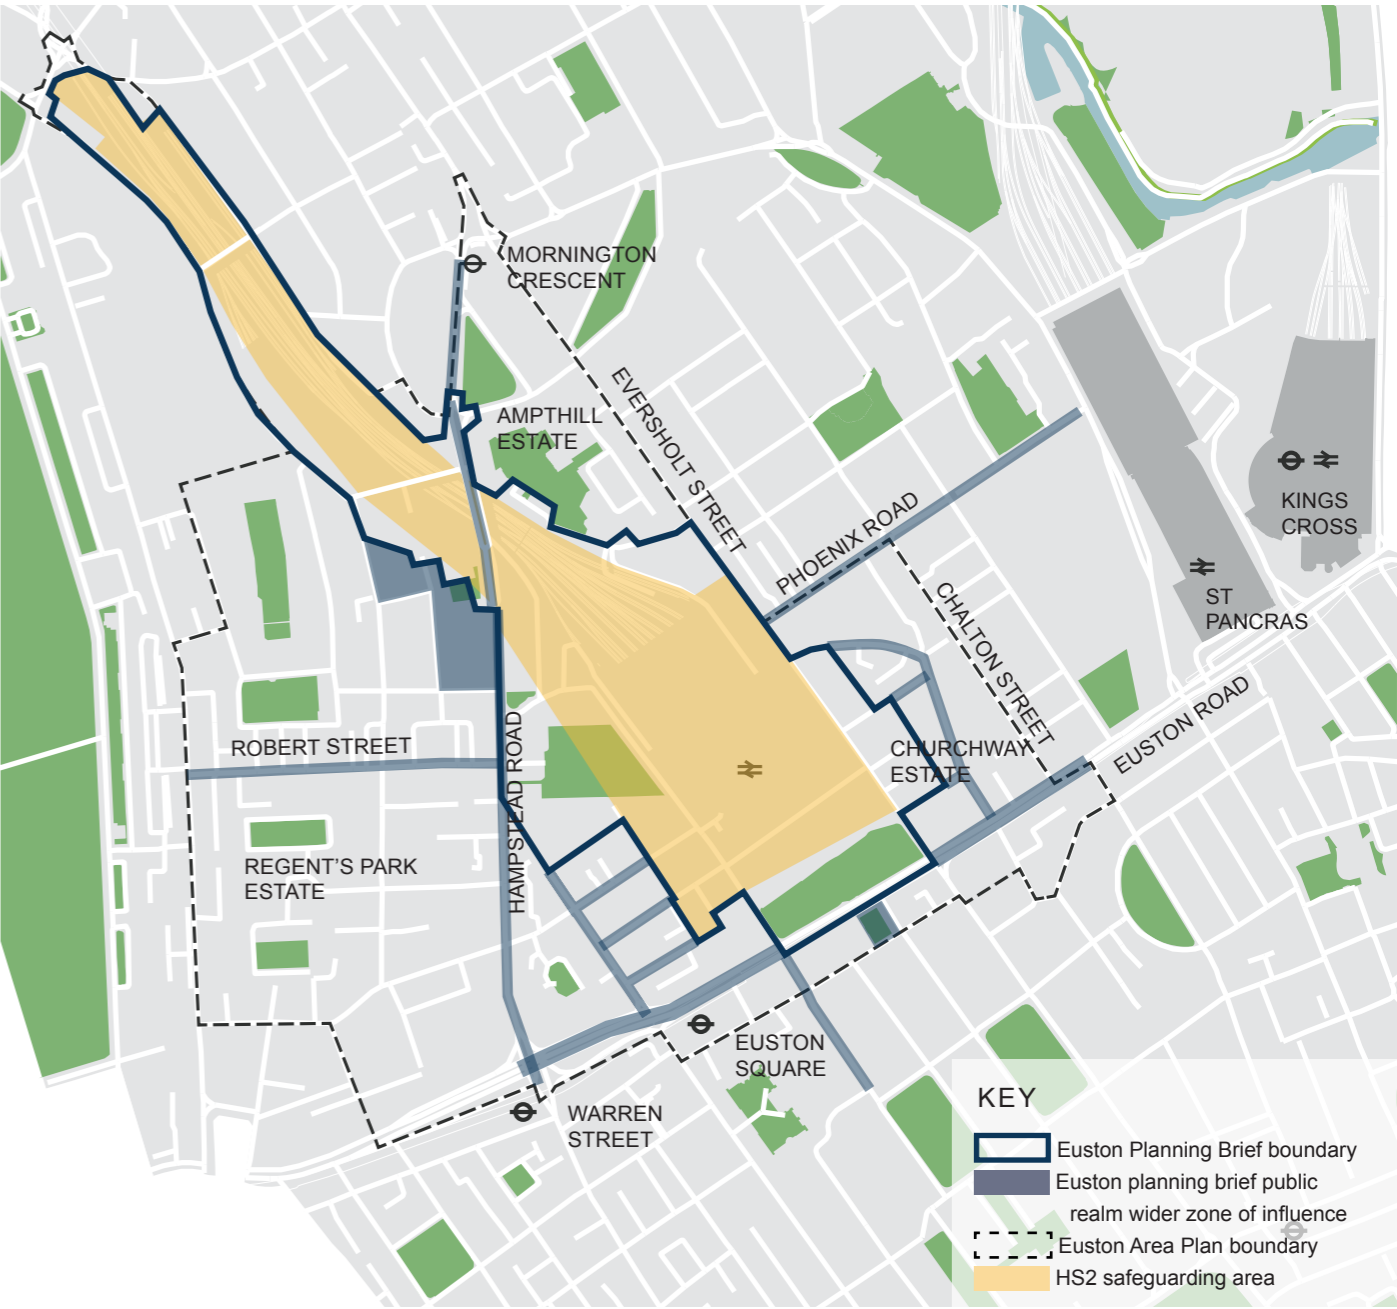 MORNINGTON
CRESCENT
AMPTHILL
ESTATE
EVERSHOLT STREET
PHOENIX ROAD
KINGS
CROSS
ST
PANCRAS
CHALTON STREET
EUSTON ROAD
ROBERT STREET
HAMPSTEAD ROAD
CHURCHWAY
ESTATE
REGENT'S PARK
ESTATE
EUSTON
SQUARE
WARREN
STREET
KEY
Euston Planning Brief boundary
Euston planning brief public
realm wider zone of influence
Euston Area Plan boundary
HS2 safeguarding area